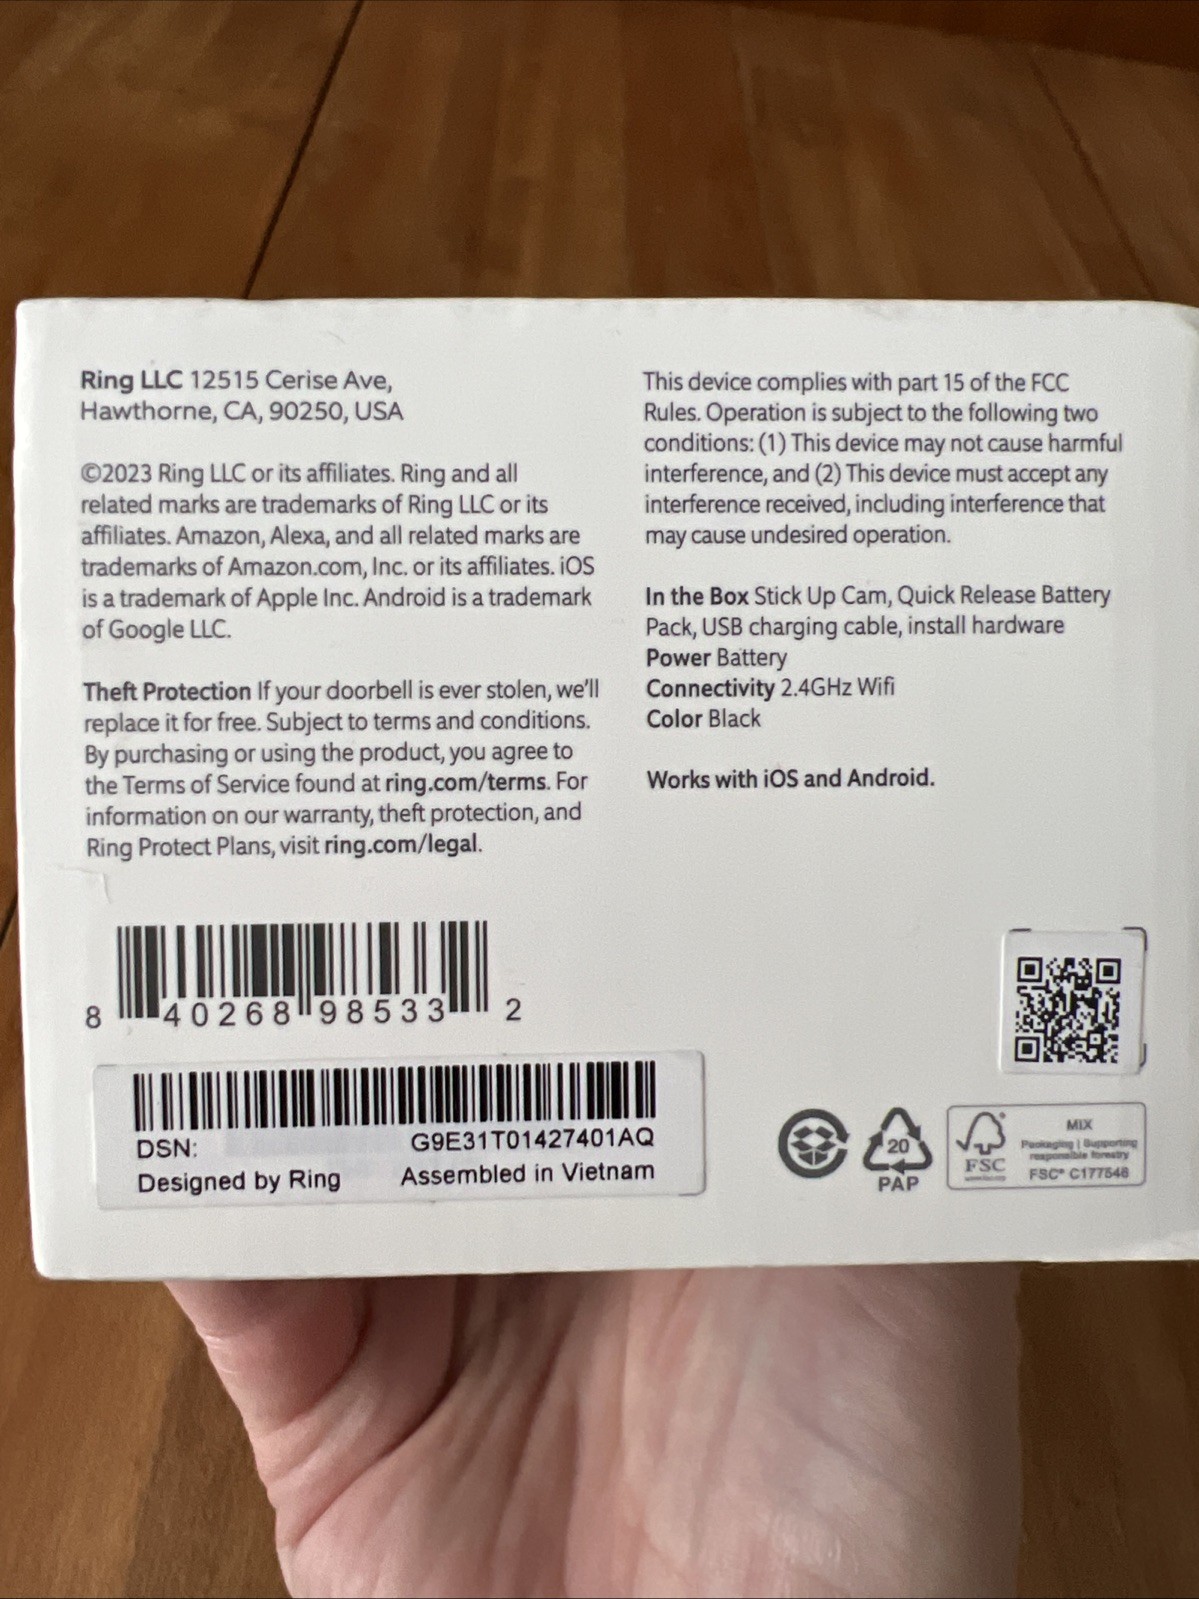 Ring LLC 12515 Cerise Ave,
Hawthorne, CA, 90250, USA
©2023 Ring LLC or its affiliates. Ring and all
related marks are trademarks of Ring LLC or its
affiliates. Amazon, Alexa, and all related marks are
trademarks of Amazon.com, Inc. or its affiliates. iOS
is a trademark of Apple Inc. Android is a trademark
of Google LLC.
Theft Protection If your doorbell is ever stolen, we'll
replace it for free. Subject to terms and conditions.
By purchasing or using the product, you agree to
the Terms of Service found at ring.com/terms. For
information on our warranty, theft protection, and
Ring Protect Plans, visit ring.com/legal.
This device complies with part 15 of the FCC
Rules. Operation is subject to the following two
conditions: (1) This device may not cause harmful
interference, and (2) This device must accept any
interference received, including interference that
may cause undesired operation.
In the Box Stick Up Cam, Quick Release Battery
Pack, USB charging cable, install hardware
Power Battery
Connectivity 2.4GHz Wifi
Color Black
Works with iOS and Android.
8 40268 98533 2
DSN: G9E31T01427401AQ
Designed by Ring Assembled in Vietnam
20
PAP
FSC
MIX
Packaging | Supporting
responsible forestry
FSC® C177546